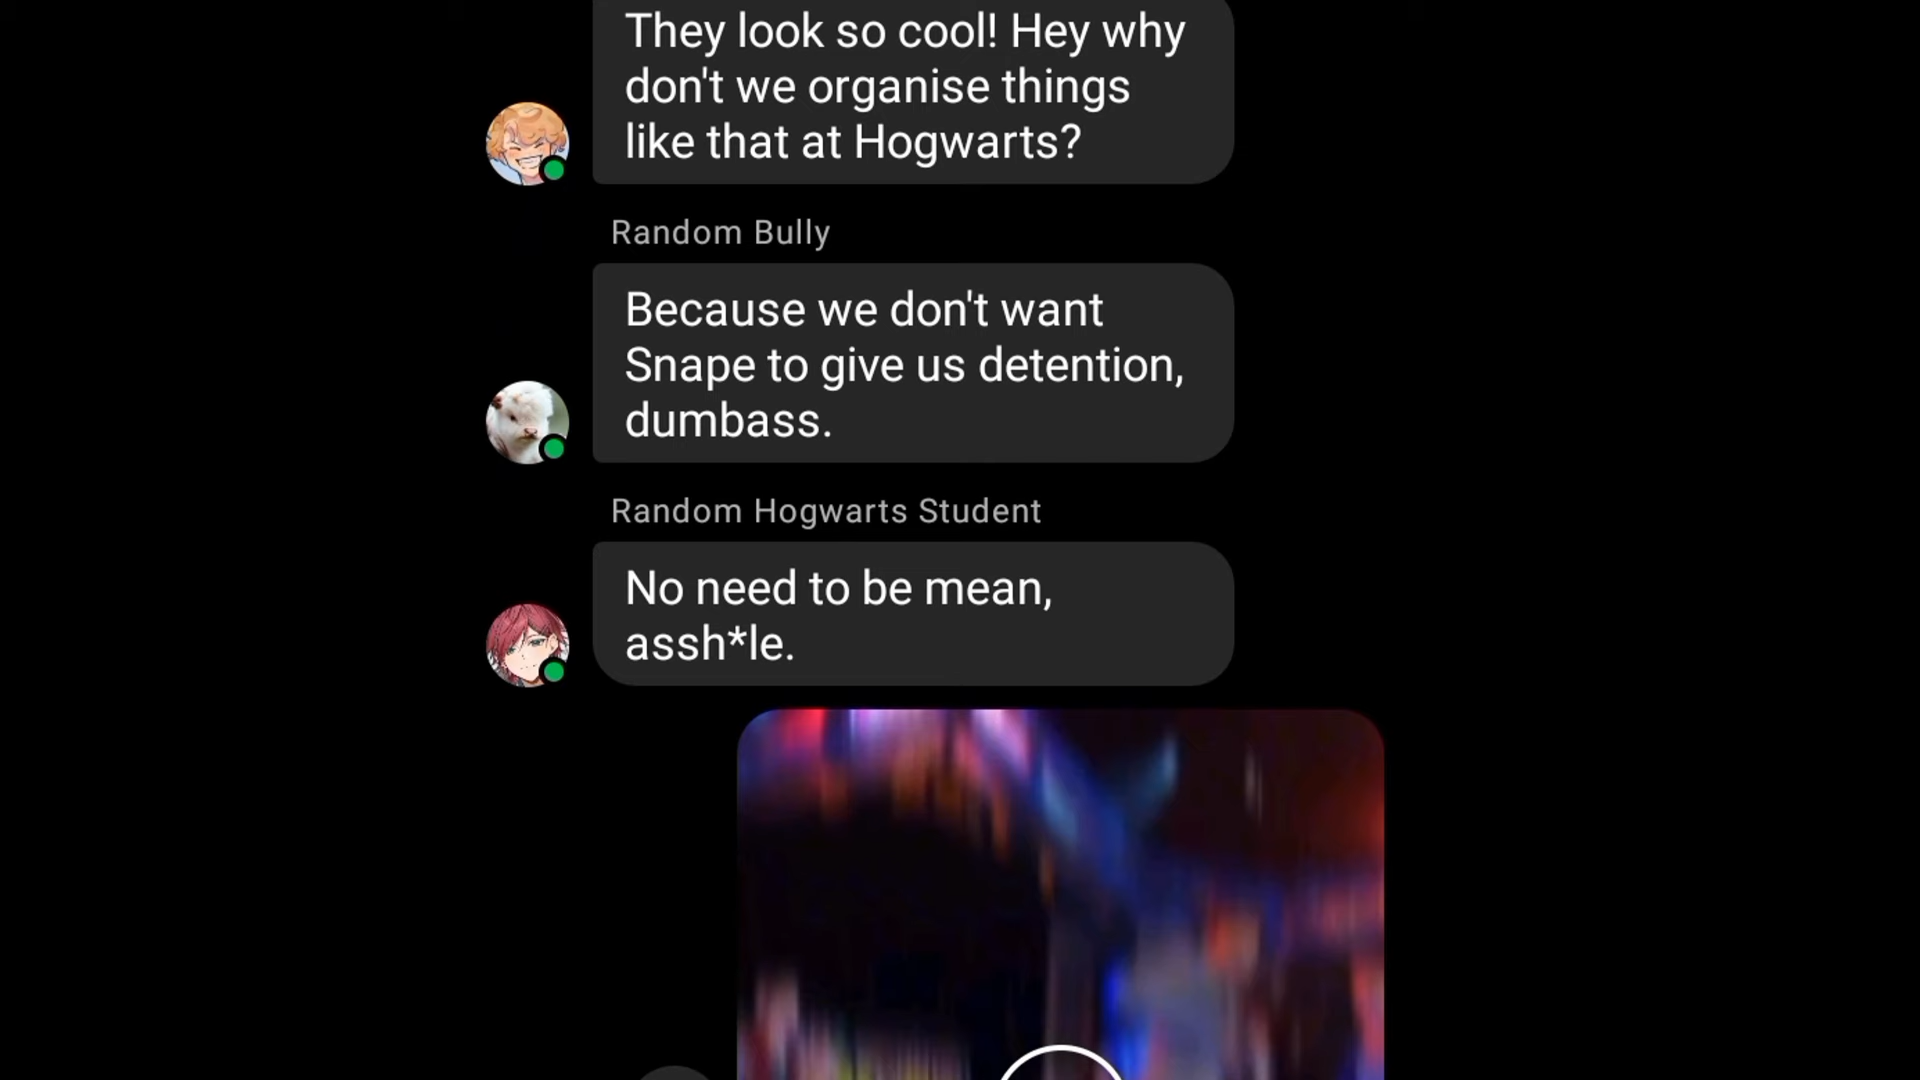 They look so cool! Hey why
don't we organise things
like that at Hogwarts?
Random Bully
Because we don't want
Snape to give us detention,
dumbass.
Random Hogwarts Student
No need to be mean,
assh*le.